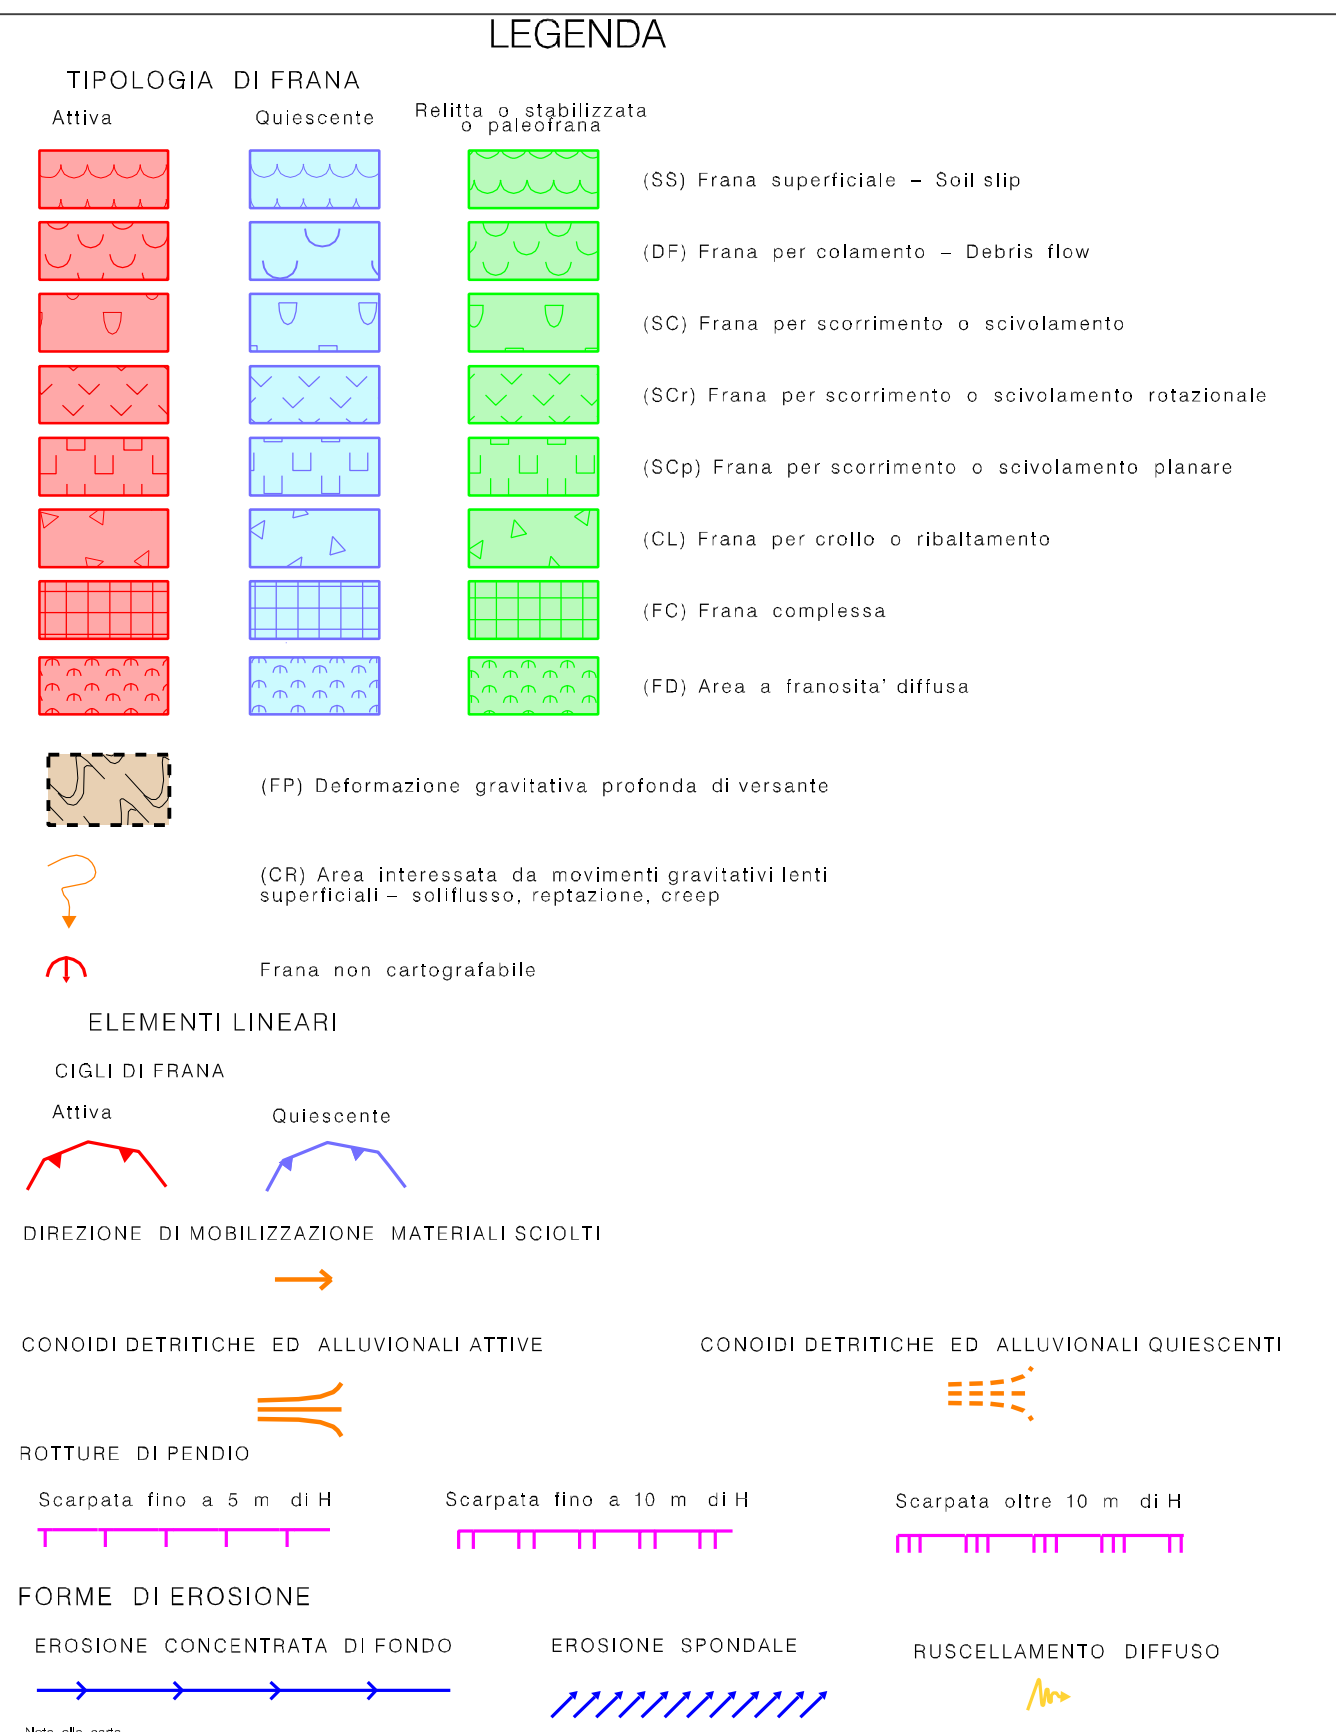 LEGENDA
TIPOLOGIA DI FRANA
Attiva
Quiescente
Relitta o stabilizzata
o paleofrana
(SS) Frana superficiale – Soil slip
(DF) Frana per colamento – Debris flow
(SC) Frana per scorrimento o scivolamento
(SCr) Frana per scorrimento o scivolamento rotazionale
(SCp) Frana per scorrimento o scivolamento planare
(CL) Frana per crollo o ribaltamento
(FC) Frana complessa
(FD) Area a franosita' diffusa
(FP) Deformazione gravitativa profonda di versante
(CR) Area interessata da movimenti gravitativi lenti
superficiali – soliflusso, reptazione, creep
Frana non cartografabile
ELEMENTI LINEARI
CIGLI DI FRANA
Attiva
Quiescente
DIREZIONE DI MOBILIZZAZIONE MATERIALI SCIOLTI
CONOIDI DETRITICHE ED ALLUVIONALI ATTIVE
CONOIDI DETRITICHE ED ALLUVIONALI QUIESCENTI
ROTTURE DI PENDIO
Scarpata fino a 5 m di H
Scarpata fino a 10 m di H
Scarpata oltre 10 m di H
FORME DI EROSIONE
EROSIONE CONCENTRATA DI FONDO
EROSIONE SPONDALE
RUSCELLAMENTO DIFFUSO
Note alla carta